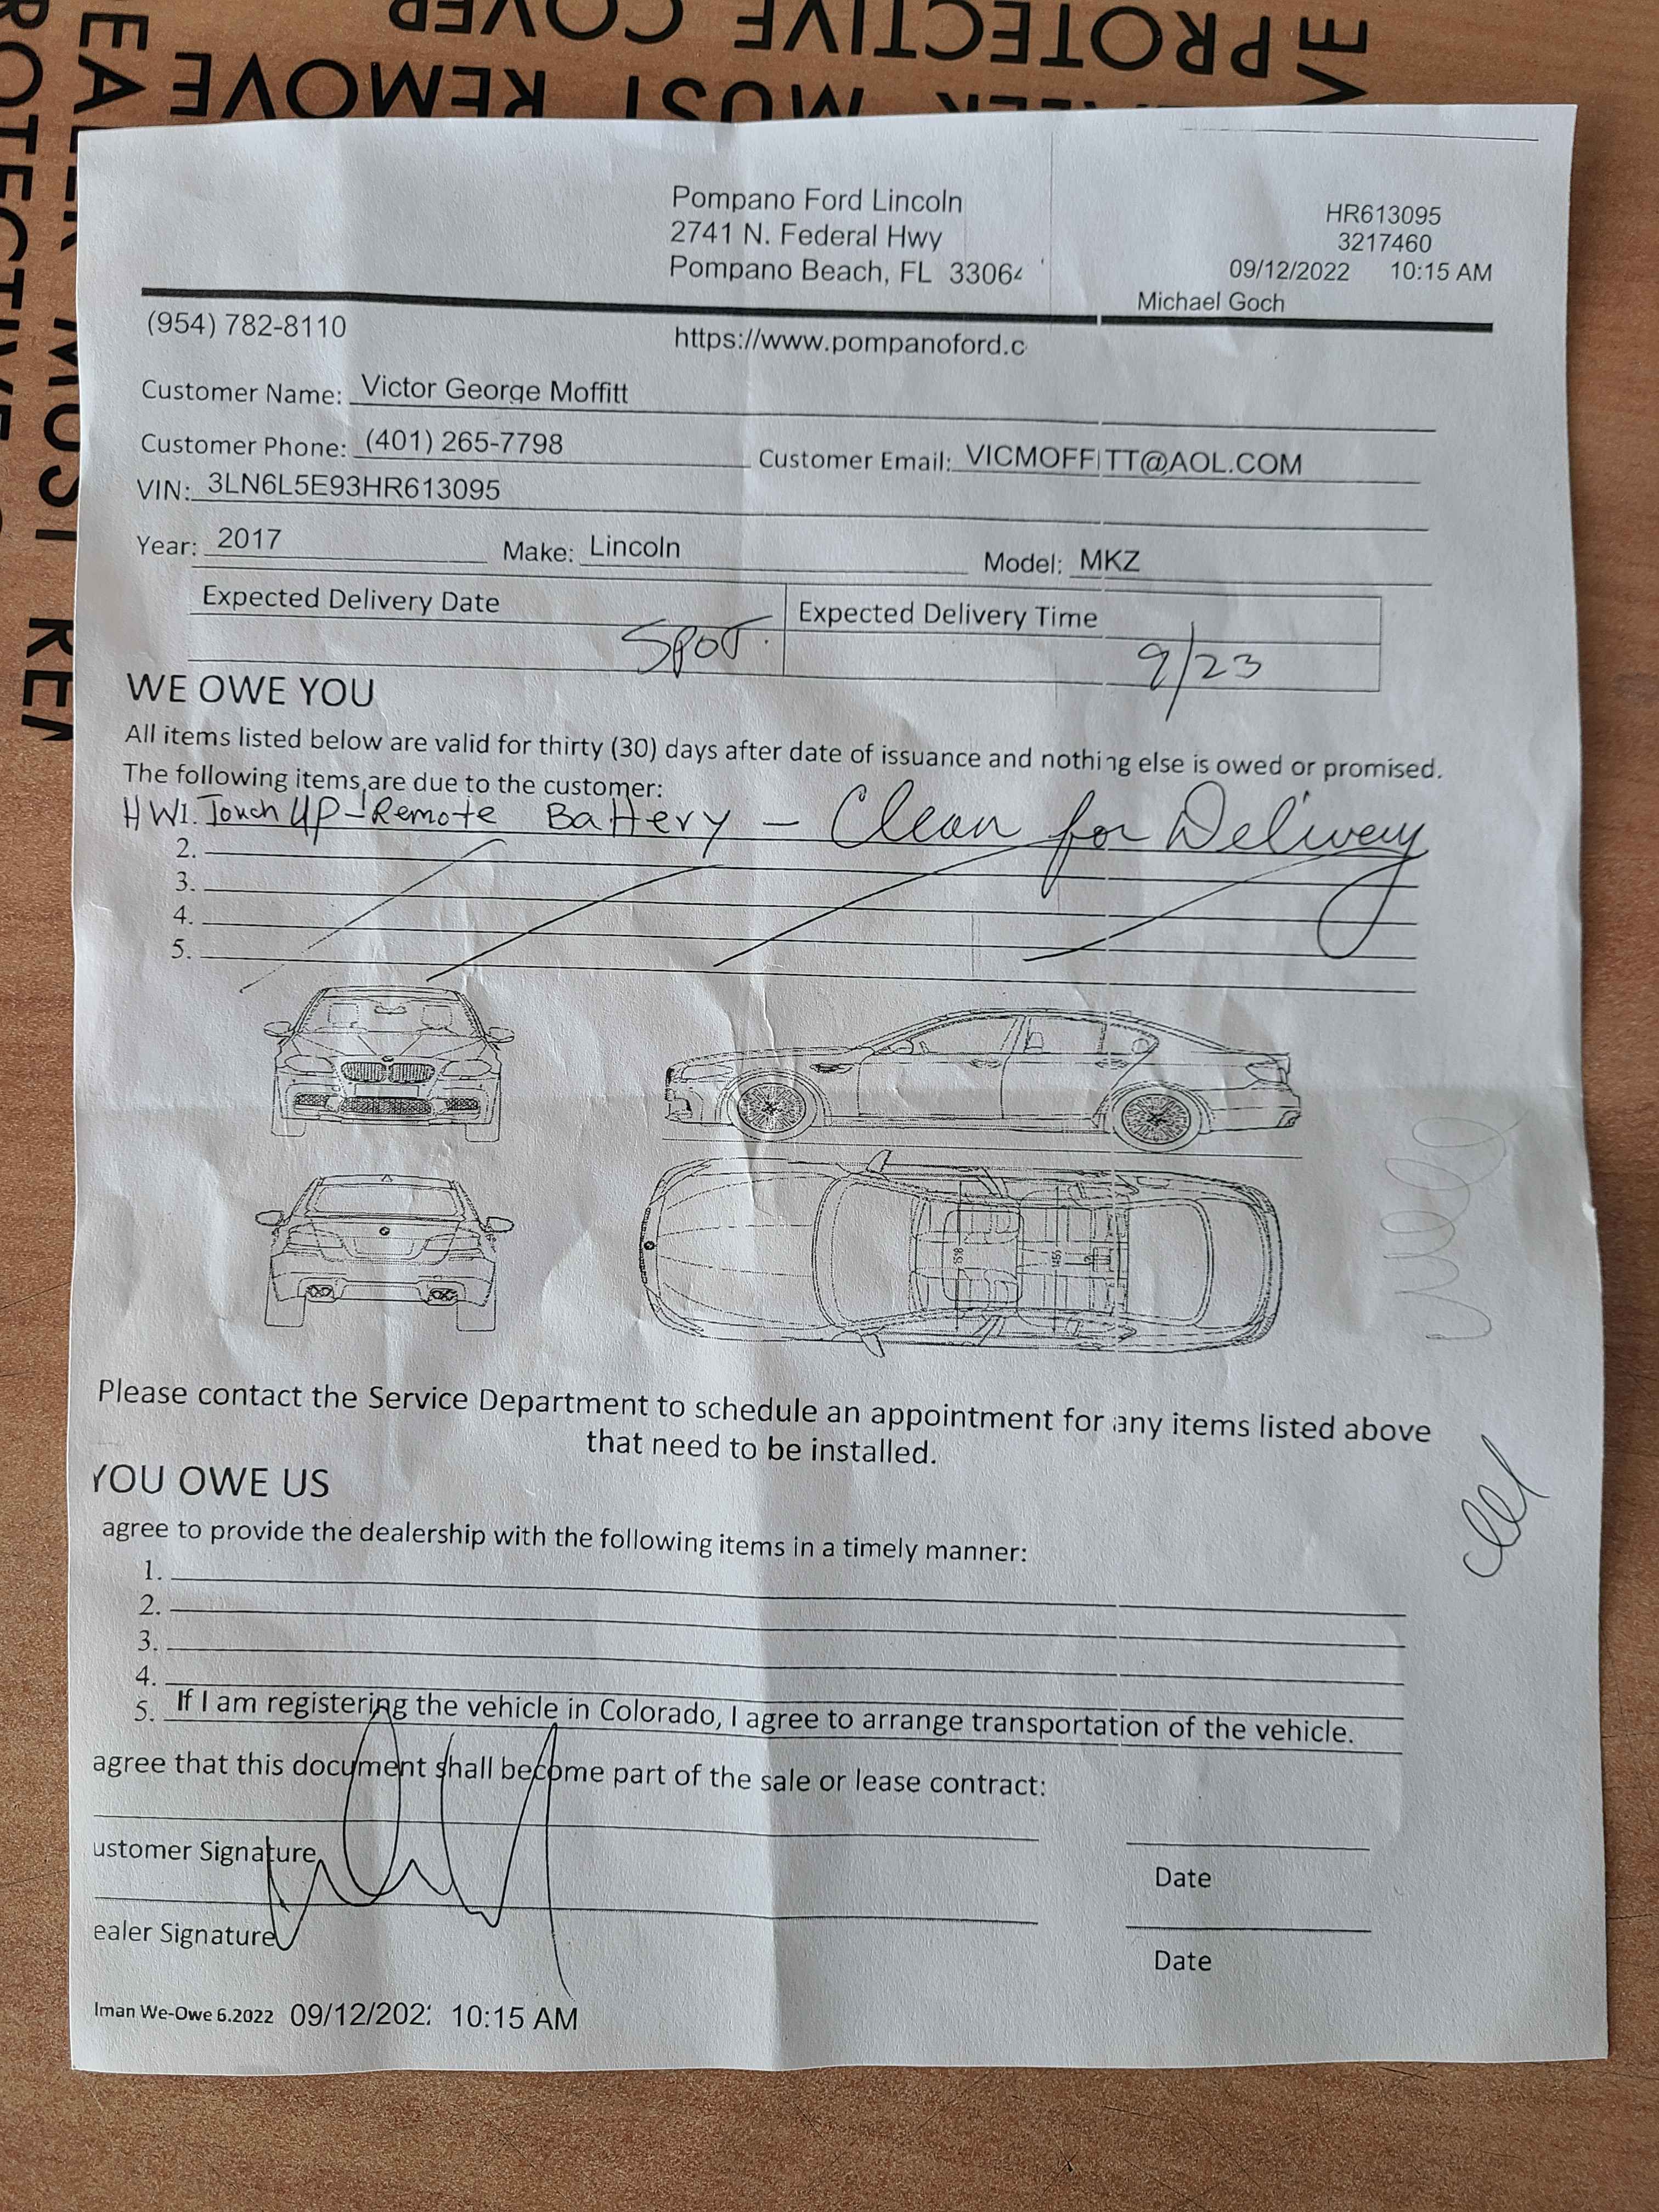 PROTECTIVE COVER
MUST REMOVE
Pompano Ford Lincoln
2741 N. Federal Hwy
Pompano Beach, FL 33064
HR613095
3217460
09/12/2022 10:15 AM
Michael Goch
(954) 782-8110
https://www.pompanoford.c
Customer Name: Victor George Moffitt
Customer Phone: (401) 265-7798 Customer Email: VICMOFFITT@AOL.COM
VIN: 3LN6L5E93HR613095
Year: 2017 Make: Lincoln Model: MKZ
Expected Delivery Date Expected Delivery Time
SPOT. 9/23
WE OWE YOU
All items listed below are valid for thirty (30) days after date of issuance and nothing else is owed or promised.
The following items are due to the customer:
HW1. Touch UP - Remote Battery - Clean for Delivery
2.
3.
4.
5.
Please contact the Service Department to schedule an appointment for any items listed above
that need to be installed.
YOU OWE US
agree to provide the dealership with the following items in a timely manner:
1.
2.
3.
4.
5. If I am registering the vehicle in Colorado, I agree to arrange transportation of the vehicle.
agree that this document shall become part of the sale or lease contract:
ustomer Signature
Date
ealer Signature
Date
lman We-Owe 6.2022 09/12/202 10:15 AM